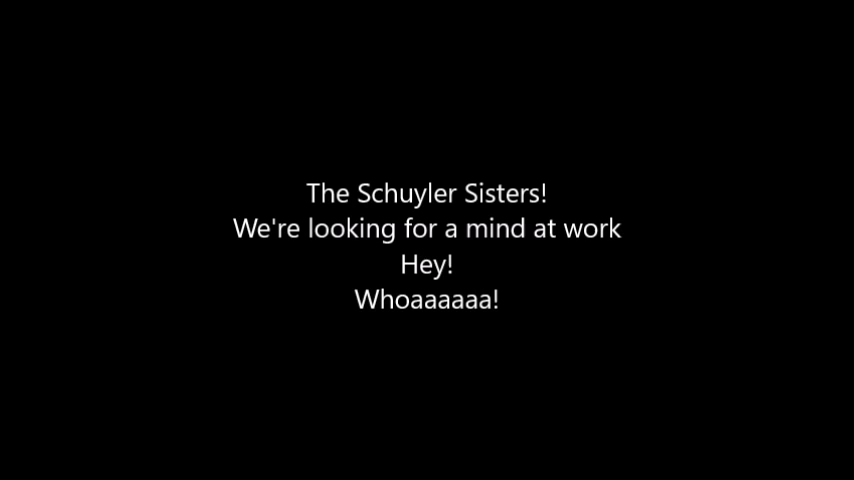 The Schuyler Sisters!
We're looking for a mind at work
Hey!
Whoaaaaaa!